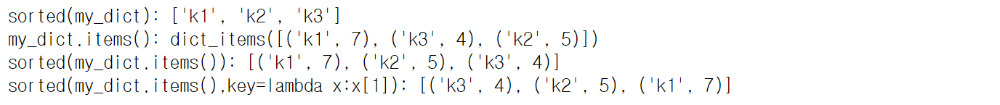 sorted(my_dict): ['k1', 'k2', 'k3']
my_dict.items(): dict_items([('k1', 7), ('k3', 4), ('k2', 5)])
sorted(my_dict.items()): [('k1', 7), ('k2', 5), ('k3', 4)]
sorted(my_dict.items(),key=lambda x:x[1]): [('k3', 4), ('k2', 5), ('k1', 7)]